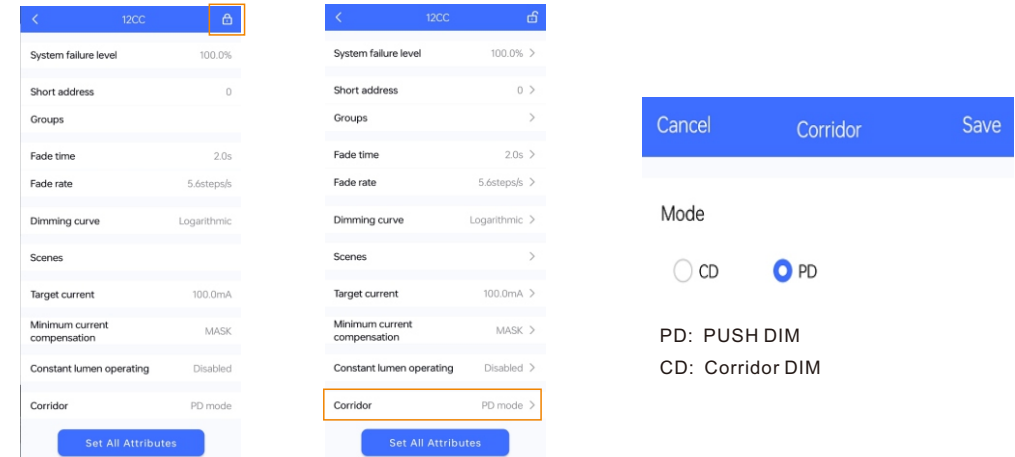 12CC
System failure level 100.0%
Short address 0
Groups
Fade time 2.0s
Fade rate 5.6steps/s
Dimming curve Logarithmic
Scenes
Target current 100.0mA
Minimum current
compensation MASK
Constant lumen operating Disabled
Corridor PD mode
Set All Attributes
12CC
System failure level 100.0% >
Short address 0 >
Groups >
Fade time 2.0s >
Fade rate 5.6steps/s >
Dimming curve Logarithmic >
Scenes >
Target current 100.0mA >
Minimum current
compensation MASK >
Constant lumen operating Disabled >
Corridor PD mode >
Set All Attributes
Cancel Corridor Save
Mode
CD PD
PD: PUSH DIM
CD: Corridor DIM